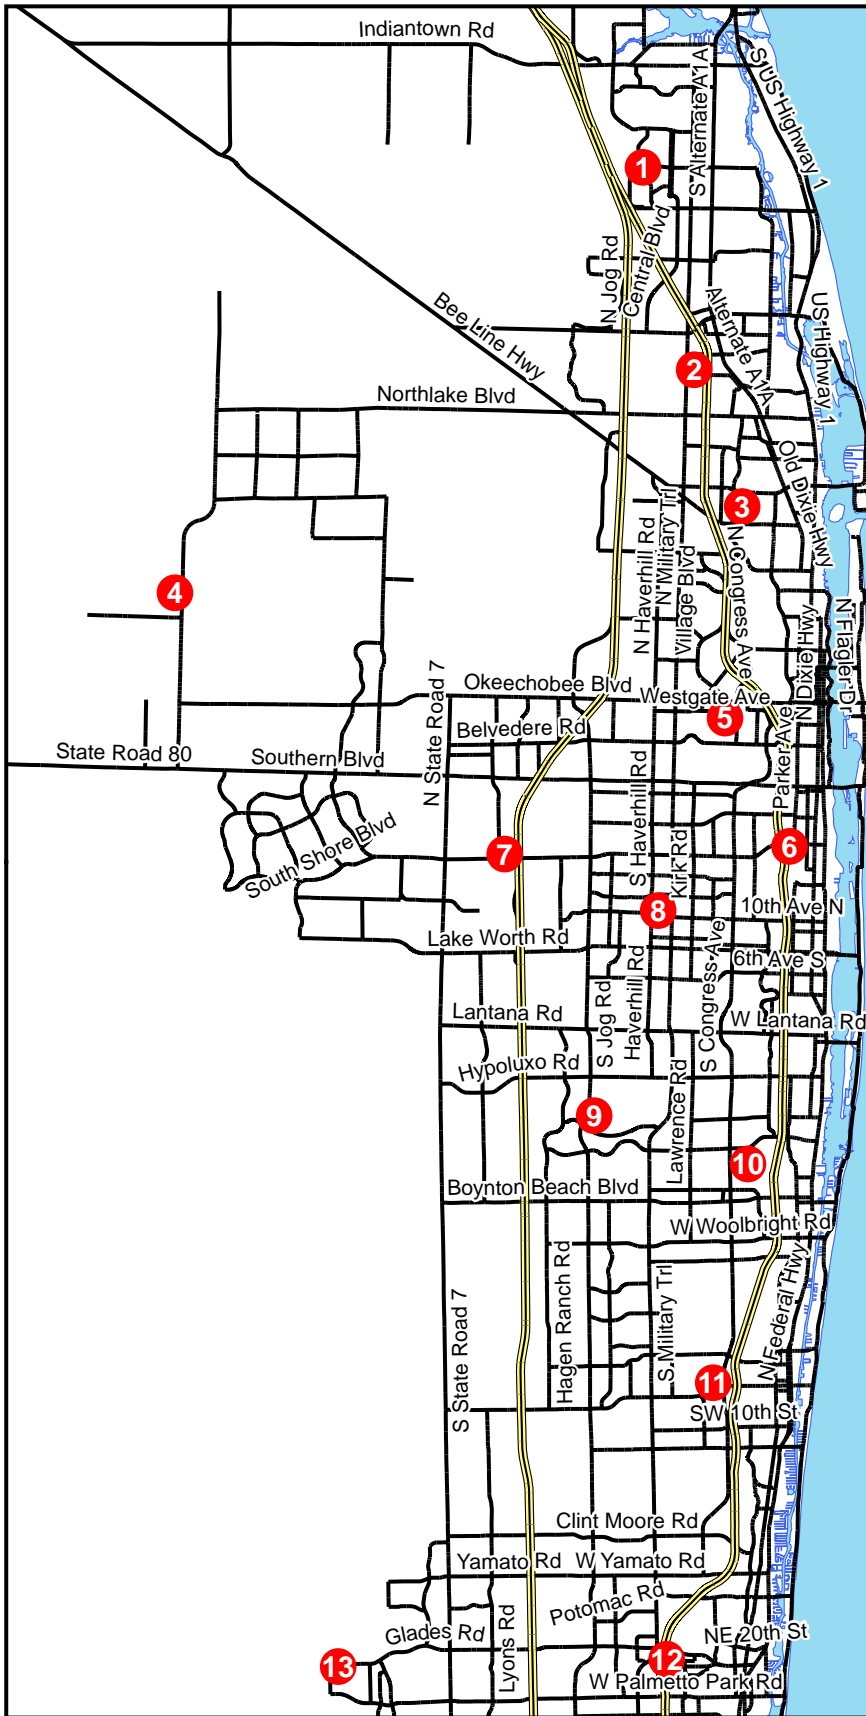 Indiantown Rd
S US Highway 1
S Alternate A1A
1
Central Blvd
N Jog Rd
Bee Line Hwy
Alternate A1A
US Highway 1
2
Northlake Blvd
Old Dixie Hwy
3
N Military Trl
N Haverhill Rd
Village Blvd
N Congress Ave
4
N Flagler Dr
N Dixie Hwy
N State Road 7
Okeechobee Blvd
Westgate Ave
5
Belvedere Rd
Parker Ave
State Road 80
Southern Blvd
S Haverhill Rd
South Shore Blvd
7
6
Kirk Rd
8
10th Ave N
Lake Worth Rd
6th Ave S
Haverhill Rd
S Congress Ave
S Jog Rd
Lantana Rd
W Lantana Rd
Hypoluxo Rd
Lawrence Rd
9
10
Boynton Beach Blvd
W Woolbright Rd
Hagen Ranch Rd
S Military Trl
N Federal Hwy
S State Road 7
11
SW 10th St
Clint Moore Rd
Yamato Rd
W Yamato Rd
Potomac Rd
Lyons Rd
Glades Rd
NE 20th St
13
12
W Palmetto Park Rd